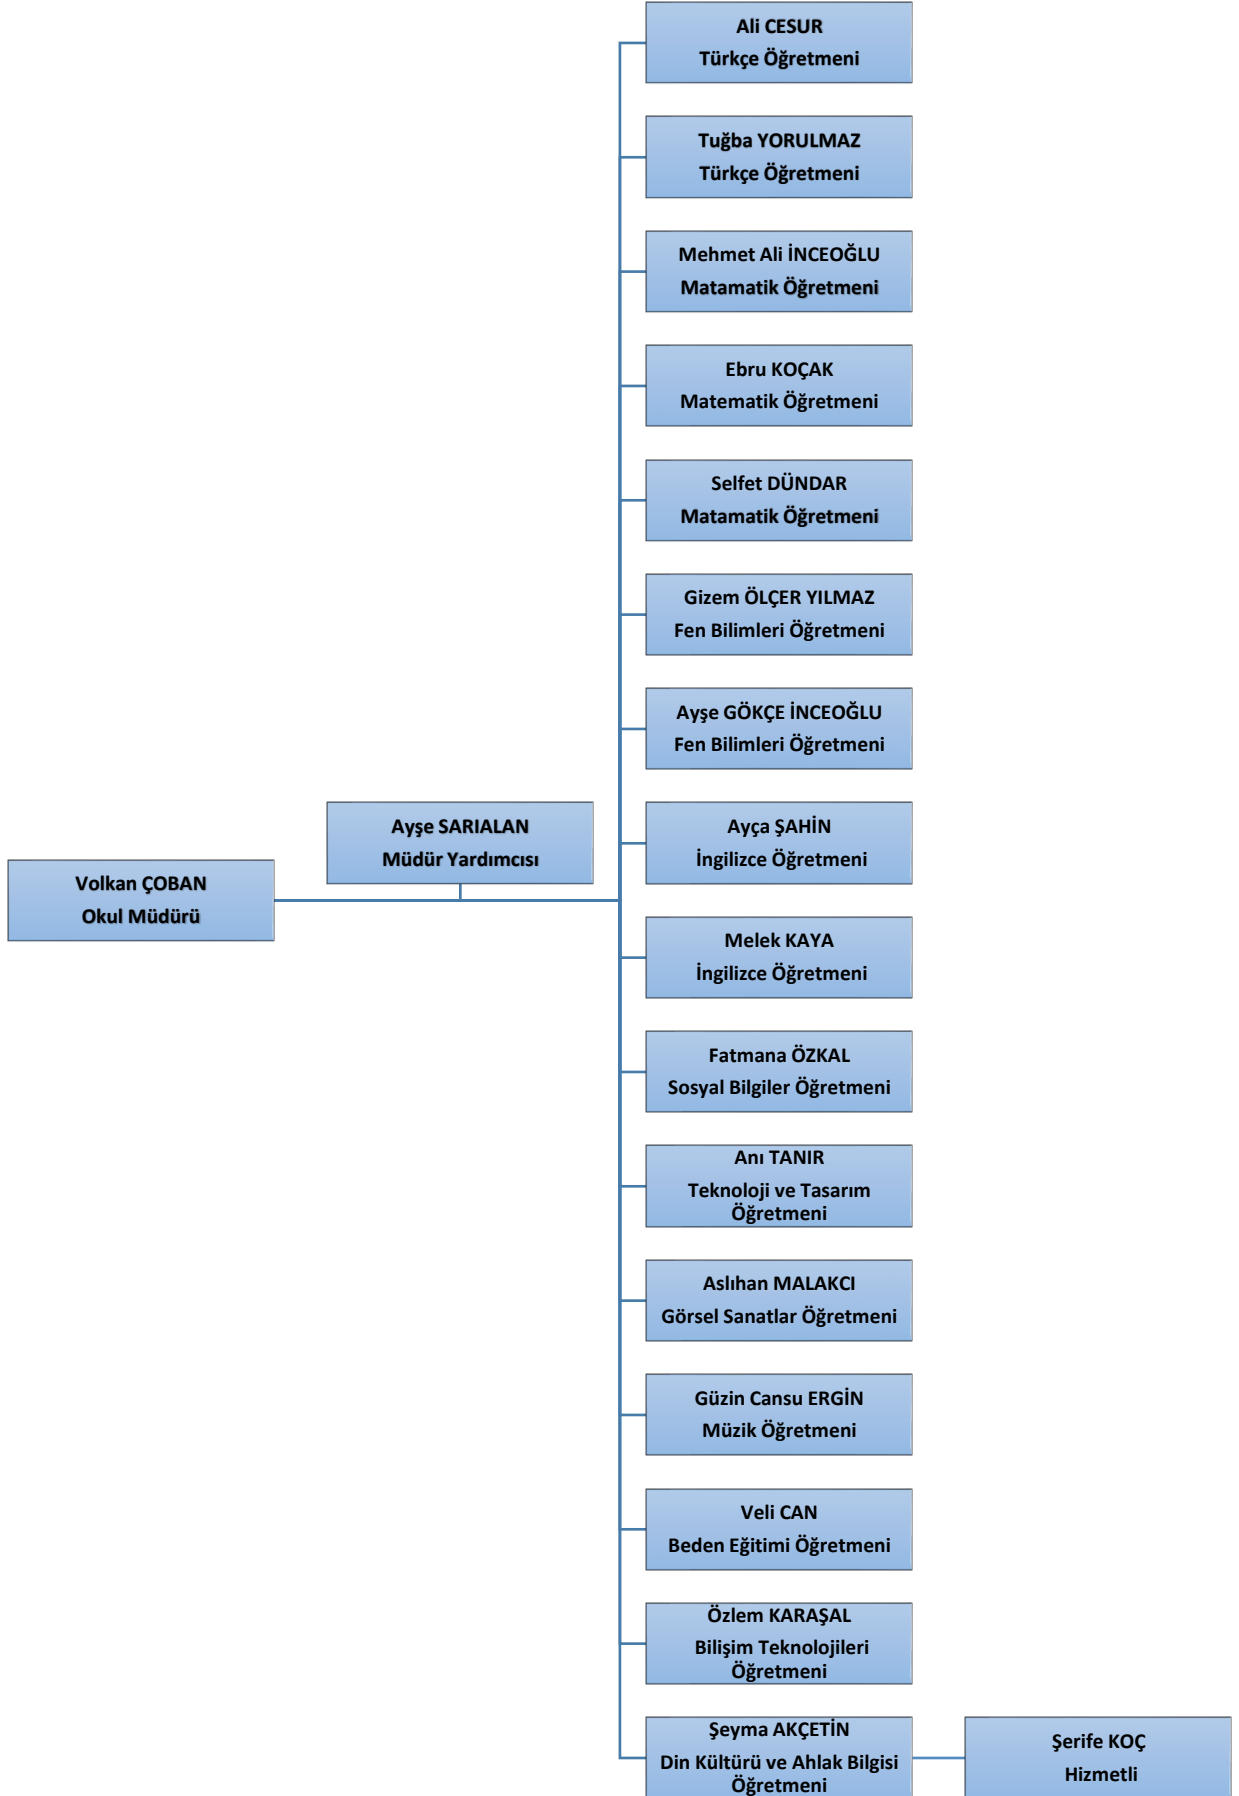 Ali CESUR
Türkçe Öğretmeni
Tuğba YORULMAZ
Türkçe Öğretmeni
Mehmet Ali İNCEOĞLU
Matamatik Öğretmeni
Ebru KOÇAK
Matematik Öğretmeni
Selfet DÜNDAR
Matamatik Öğretmeni
Gizem ÖLÇER YILMAZ
Fen Bilimleri Öğretmeni
Ayşe GÖKÇE İNCEOĞLU
Fen Bilimleri Öğretmeni
Ayşe SARIALAN
Müdür Yardımcısı
Volkan ÇOBAN
Okul Müdürü
Ayça ŞAHİN
İngilizce Öğretmeni
Melek KAYA
İngilizce Öğretmeni
Fatmana ÖZKAL
Sosyal Bilgiler Öğretmeni
Anı TANIR
Teknoloji ve Tasarım
Öğretmeni
Aslıhan MALAKCI
Görsel Sanatlar Öğretmeni
Güzin Cansu ERGİN
Müzik Öğretmeni
Veli CAN
Beden Eğitimi Öğretmeni
Özlem KARAŞAL
Bilişim Teknolojileri
Öğretmeni
Şeyma AKÇETİN
Din Kültürü ve Ahlak Bilgisi
Öğretmeni
Şerife KOÇ
Hizmetli